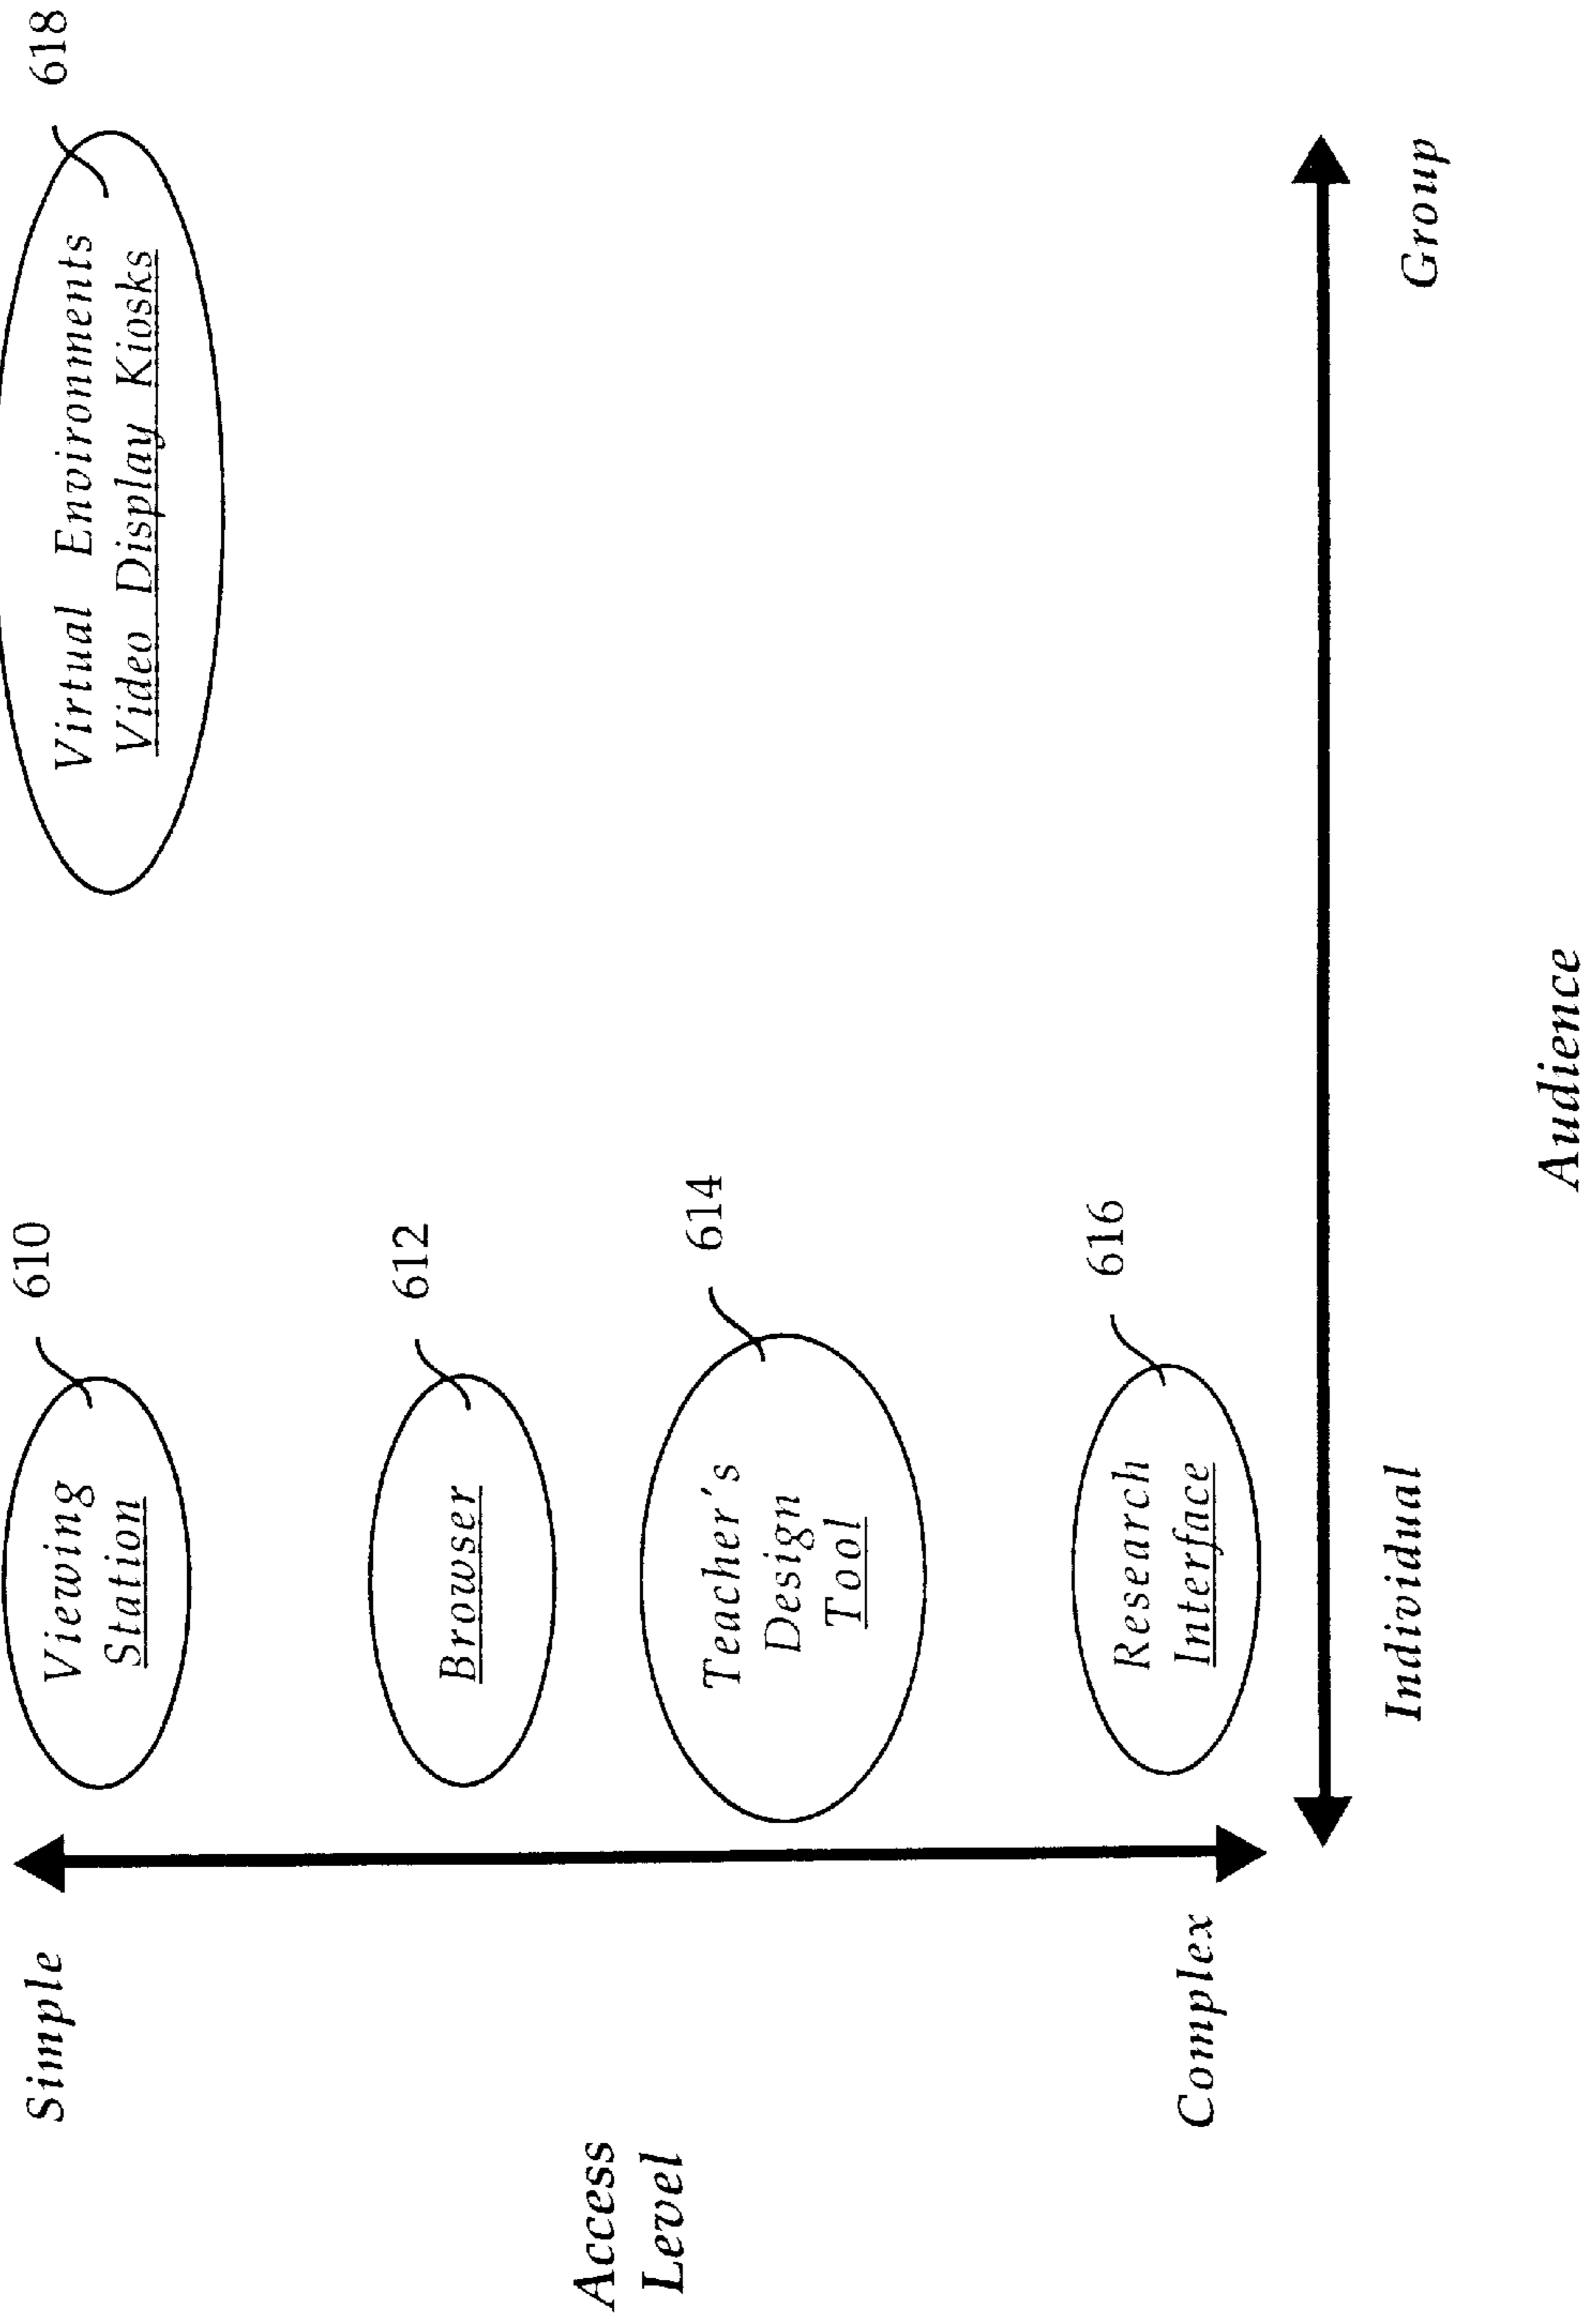 Simple
Viewing
Station
610
Virtual Environments
Video Display Kiosks
618
Access
Level
Browser
612
Teacher's
Design
Tool
614
Complex
Research
Interface
616
Individual
Group
Audience